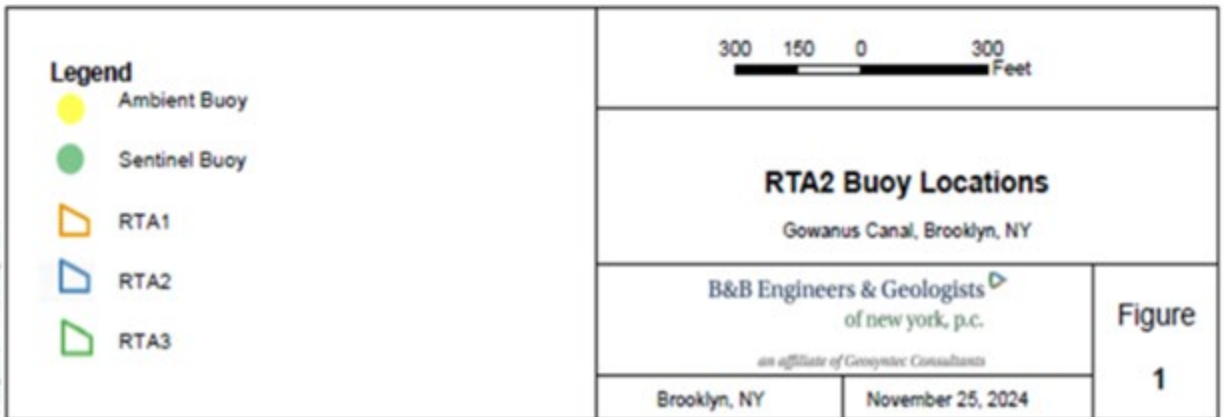 Legend
Ambient Buoy
Sentinel Buoy
RTA1
RTA2
RTA3
300 150 0 300
Feet
RTA2 Buoy Locations
Gowanus Canal, Brooklyn, NY
B&B Engineers & Geologists
of new york, p.c.
an affiliate of Geosyntec Consultants
Brooklyn, NY
November 25, 2024
Figure
1